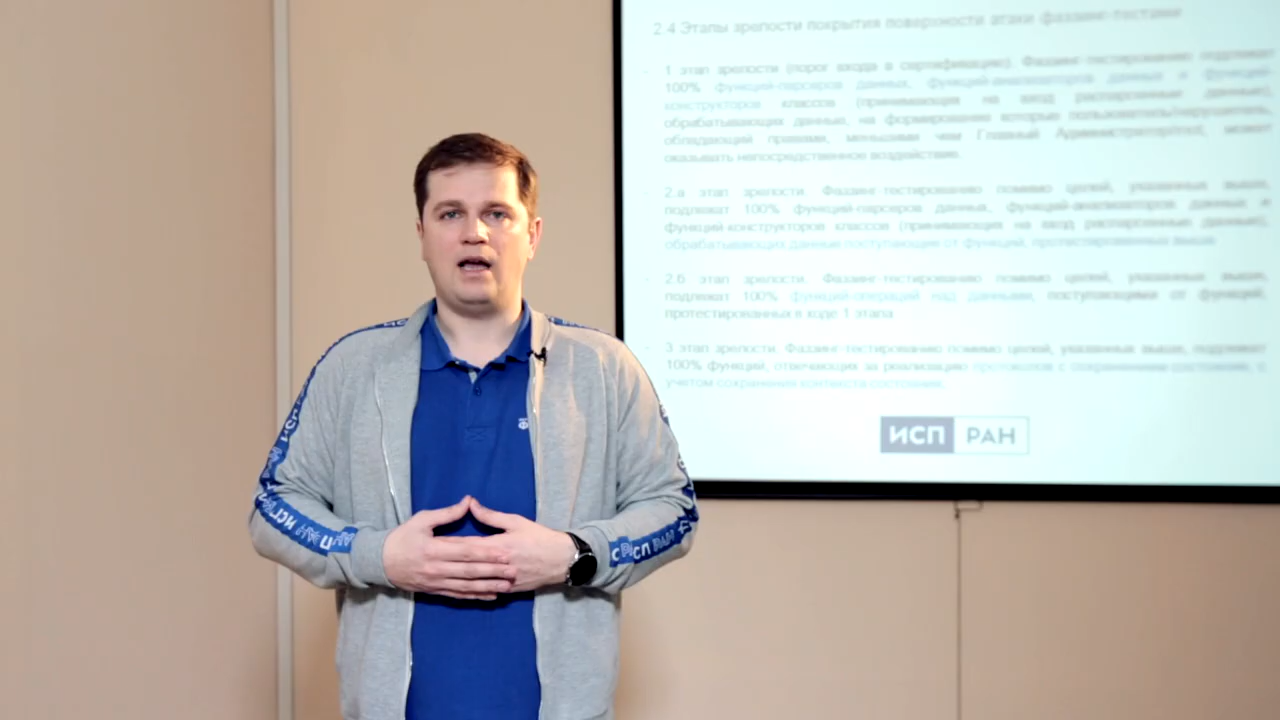 2.4 Этапы зрелости покрытия поверхности атаки фаззинг-тестами
1 этап зрелости (порог входа в сертификацию). Фаззинг-тестированию подлежат
100% функций-парсеров данных, функций-анализаторов данных и функций-
конструкторов классов (принимающих на вход распарсенные данные),
обрабатывающих данные, на формирование которых пользователь/нарушитель,
обладающий правами, меньшими чем Главный Администратор/root, может
оказывать непосредственное воздействие.
2.а этап зрелости. Фаззинг-тестированию помимо целей, указанных выше,
подлежат 100% функций-парсеров данных, функций-анализаторов данных и
функций-конструкторов классов (принимающих на вход распарсенные данные),
обрабатывающих данные поступающие от функций, протестированных выше.
2.б этап зрелости. Фаззинг-тестированию помимо целей, указанных выше,
подлежат 100% функций-операций над данными, поступающими от функций,
протестированных в коде 1 этапа.
3 этап зрелости. Фаззинг-тестированию помимо целей, указанных выше, подлежат
100% функций, отвечающих за реализацию протоколов с сохранением состояния, с
учетом сохранения контекста состояния.
ИСП РАН
ИСП
ИСП РАН